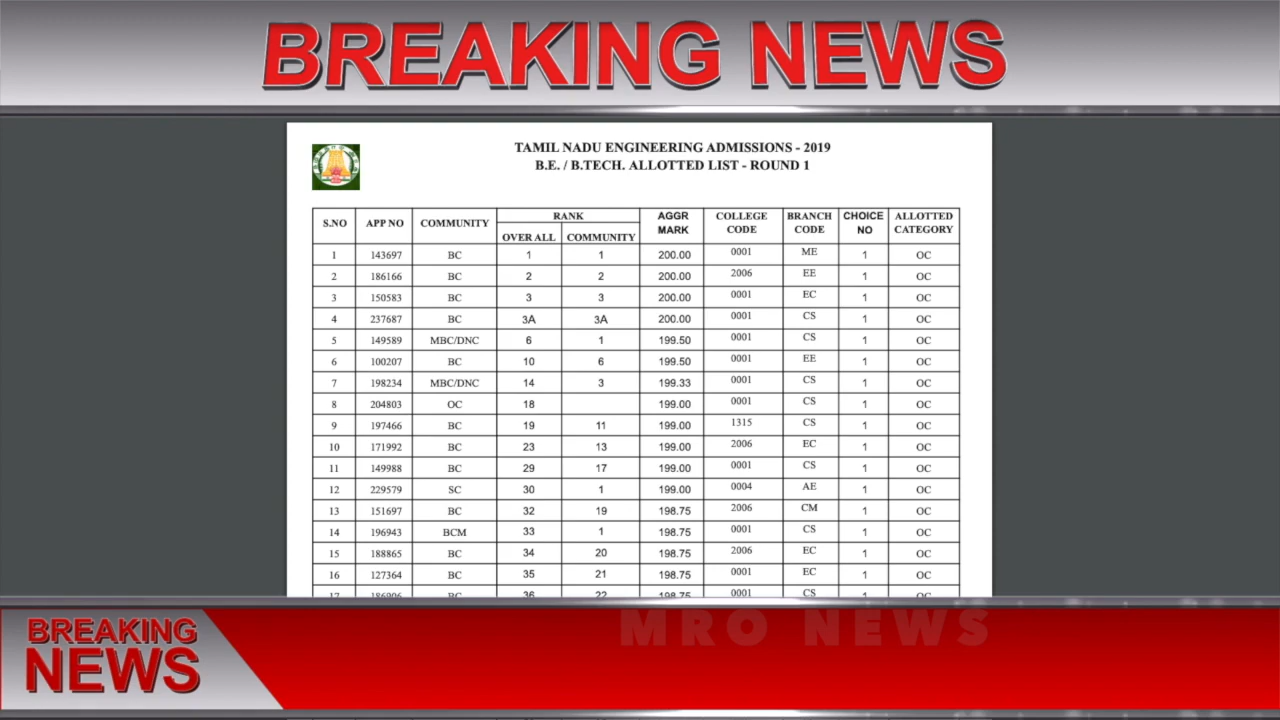 BREAKING NEWS
TAMIL NADU ENGINEERING ADMISSIONS - 2019
B.E. / B.TECH. ALLOTTED LIST - ROUND 1
S.NO APP NO COMMUNITY RANK AGGR MARK COLLEGE CODE BRANCH CODE CHOICE NO ALLOTTED CATEGORY
OVER ALL COMMUNITY
1 143697 BC 1 1 200.00 0001 ME 1 OC
2 186166 BC 2 2 200.00 2006 EE 1 OC
3 150583 BC 3 3 200.00 0001 EC 1 OC
4 237687 BC 3A 3A 200.00 0001 CS 1 OC
5 149589 MBC/DNC 6 1 199.50 0001 CS 1 OC
6 100207 BC 10 6 199.50 0001 EE 1 OC
7 198234 MBC/DNC 14 3 199.33 0001 CS 1 OC
8 204803 OC 18 199.00 0001 CS 1 OC
9 197466 BC 19 11 199.00 1315 CS 1 OC
10 171992 BC 23 13 199.00 2006 EC 1 OC
11 149988 BC 29 17 199.00 0001 CS 1 OC
12 229579 SC 30 1 199.00 0004 AE 1 OC
13 151697 BC 32 19 198.75 2006 CM 1 OC
14 196943 BCM 33 1 198.75 0001 CS 1 OC
15 188865 BC 34 20 198.75 2006 EC 1 OC
16 127364 BC 35 21 198.75 0001 EC 1 OC
17 186906 BC 36 22 198.75 0001 CS 1 OC
MRO NEWS
BREAKING
NEWS